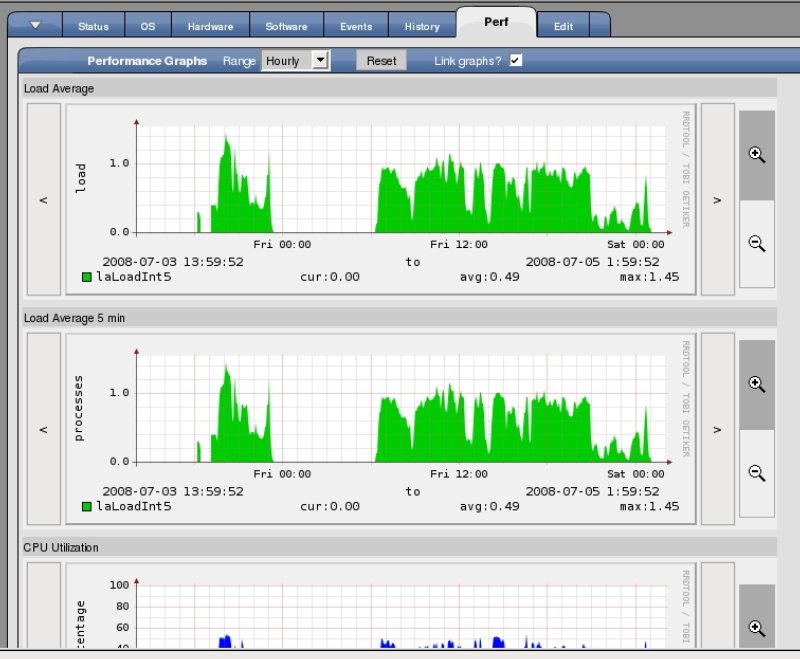 Status OS Hardware Software Events History Perf Edit
Performance Graphs Range Hourly Reset Link graphs?
Load Average
RRDTOOL / TOBI OETIKER
load
1.0
0.0
< >
Fri 00:00 Fri 12:00 Sat 00:00
2008-07-03 13:59:52 to 2008-07-05 1:59:52
laLoadInt5 cur:0.00 avg:0.49 max:1.45
Load Average 5 min
RRDTOOL / TOBI OETIKER
processes
1.0
0.0
< >
Fri 00:00 Fri 12:00 Sat 00:00
2008-07-03 13:59:52 to 2008-07-05 1:59:52
laLoadInt5 cur:0.00 avg:0.49 max:1.45
CPU Utilization
RRDTOOL / TOBI
centage
100
80
60
40